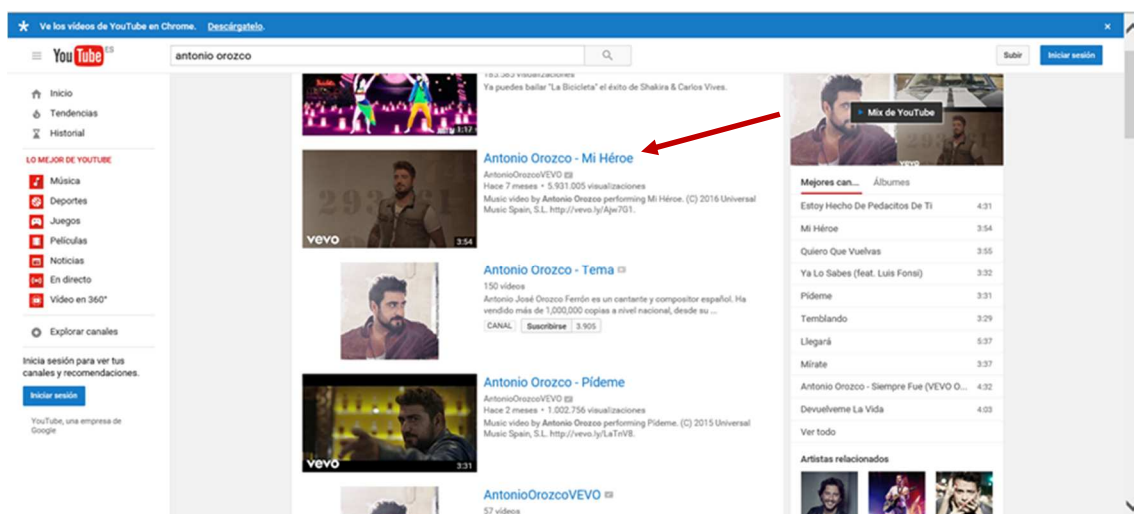 Ve los vídeos de YouTube en Chrome. Descárgatelo. ×
YouTube ES
antonio orozco
Subir
Iniciar sesión
Inicio
Tendencias
Historial
LO MEJOR DE YOUTUBE
Música
Deportes
Juegos
Películas
Noticias
En directo
Vídeo en 360°
Explorar canales
Inicia sesión para ver tus
canales y recomendaciones.
Iniciar sesión
YouTube, una empresa de
Google
183.583 visualizaciones
Ya puedes bailar "La Bicicleta" el éxito de Shakira & Carlos Vives.
3:17
Antonio Orozco - Mi Héroe
AntonioOrozcoVEVO
Hace 7 meses • 5.931.005 visualizaciones
Music video by Antonio Orozco performing Mi Héroe. (C) 2016 Universal
Music Spain, S.L. http://vevo.ly/Ajw7G1.
vevo
3:54
Antonio Orozco - Tema
150 vídeos
Antonio José Orozco Ferrón es un cantante y compositor español. Ha
vendido más de 1,000,000 copias a nivel nacional, desde su ...
CANAL Suscribirse 3.905
Antonio Orozco - Pídeme
AntonioOrozcoVEVO
Hace 2 meses • 1.002.756 visualizaciones
Music video by Antonio Orozco performing Pídeme. (C) 2015 Universal
Music Spain, S.L. http://vevo.ly/LaTnV8.
vevo
3:31
AntonioOrozcoVEVO
57 vídeos
Mix de YouTube
vevo
Mejores can... Álbumes
Estoy Hecho De Pedacitos De Ti 4:31
Mi Héroe 3:54
Quiero Que Vuelvas 3:55
Ya Lo Sabes (feat. Luis Fonsi) 3:32
Pídeme 3:31
Temblando 3:29
Llegará 5:37
Mírate 3:37
Antonio Orozco - Siempre Fue (VEVO O... 4:32
Devuelveme La Vida 4:03
Ver todo
Artistas relacionados